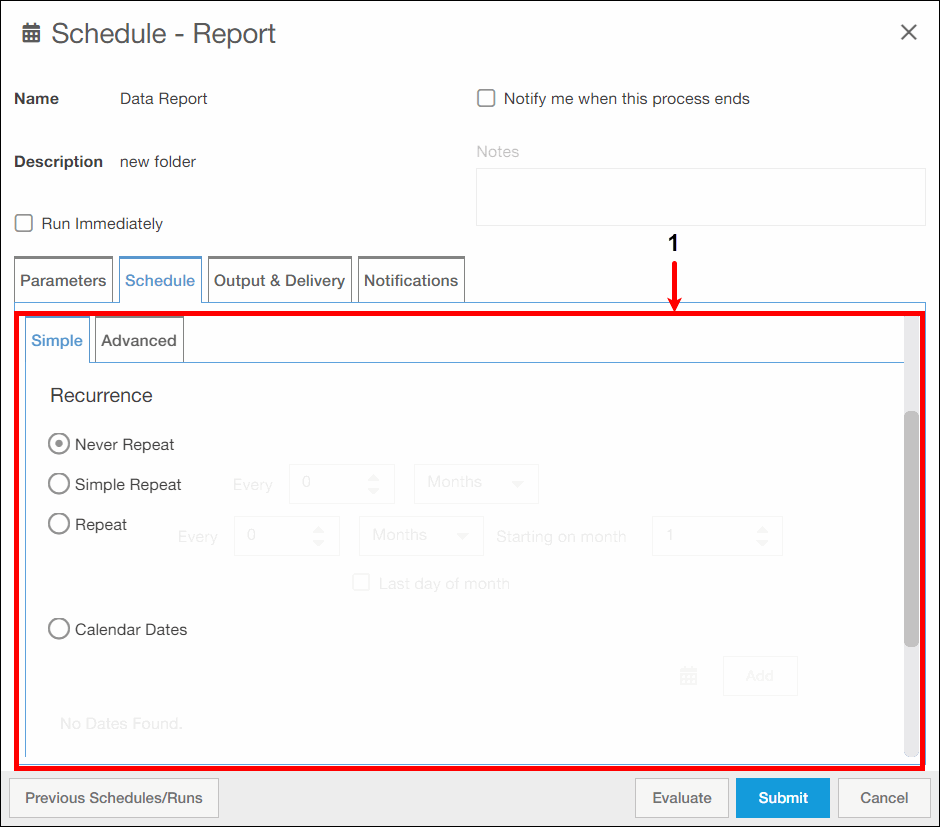 Schedule - Report
Name Data Report
Notify me when this process ends
Description new folder
Notes
Run Immediately
1
Parameters Schedule Output & Delivery Notifications
Simple Advanced
Recurrence
Never Repeat
Simple Repeat Every 0 Months
Repeat Every 0 Months Starting on month 1
Last day of month
Calendar Dates
Add
No Dates Found.
Previous Schedules/Runs Evaluate Submit Cancel